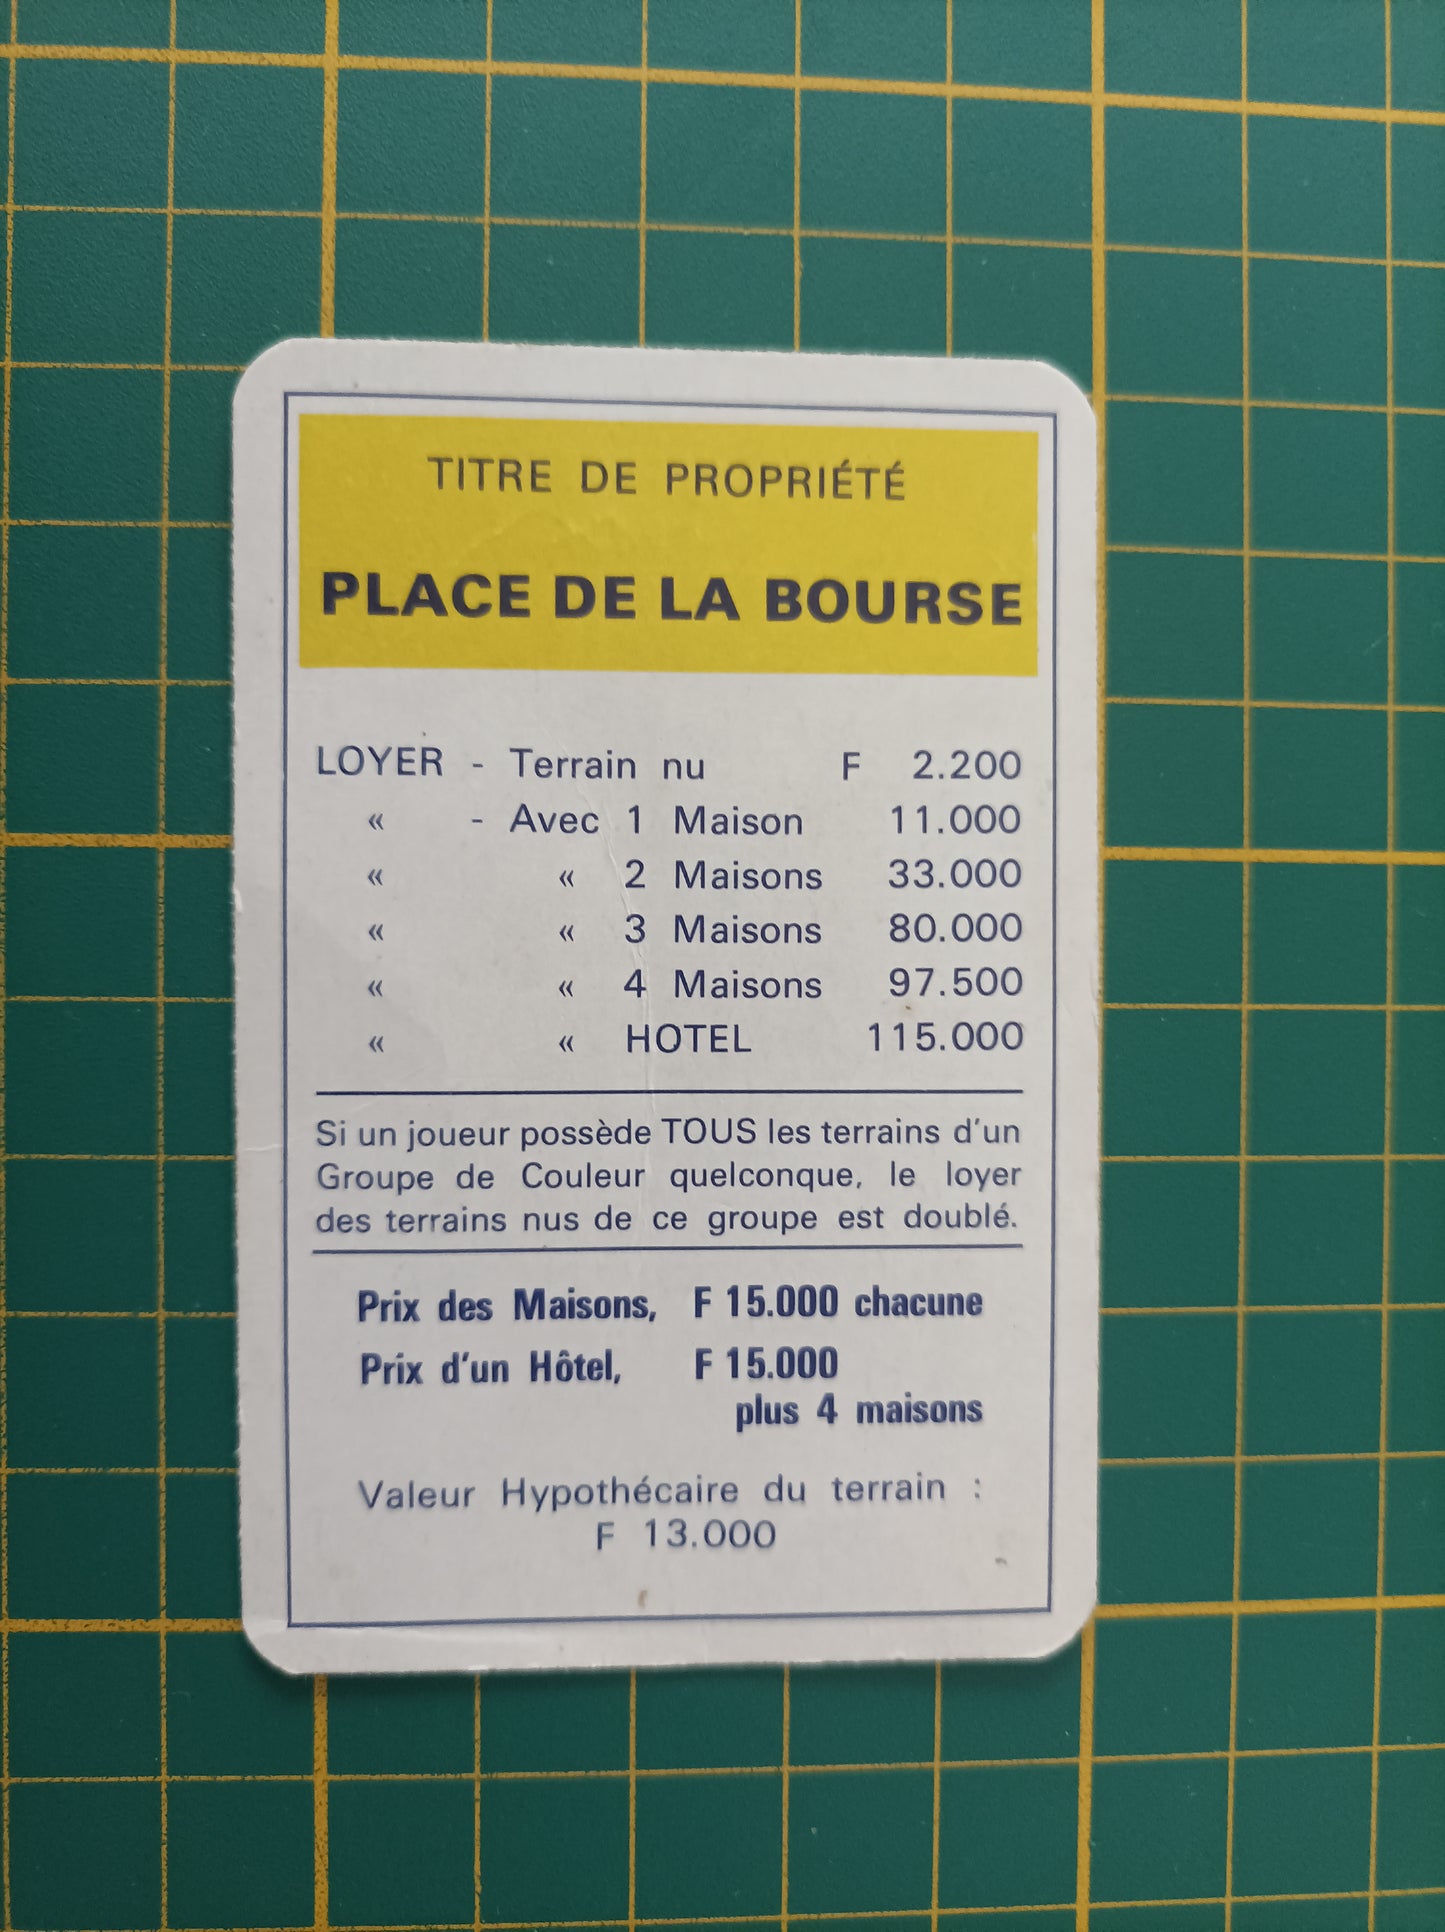 TITRE DE PROPRIÉTÉ
PLACE DE LA BOURSE
LOYER - Terrain nu F 2.200
« - Avec 1 Maison 11.000
« « 2 Maisons 33.000
« « 3 Maisons 80.000
« « 4 Maisons 97.500
« « HOTEL 115.000
Si un joueur possède TOUS les terrains d'un
Groupe de Couleur quelconque, le loyer
des terrains nus de ce groupe est doublé.
Prix des Maisons, F 15.000 chacune
Prix d'un Hôtel, F 15.000
plus 4 maisons
Valeur Hypothécaire du terrain :
F 13.000